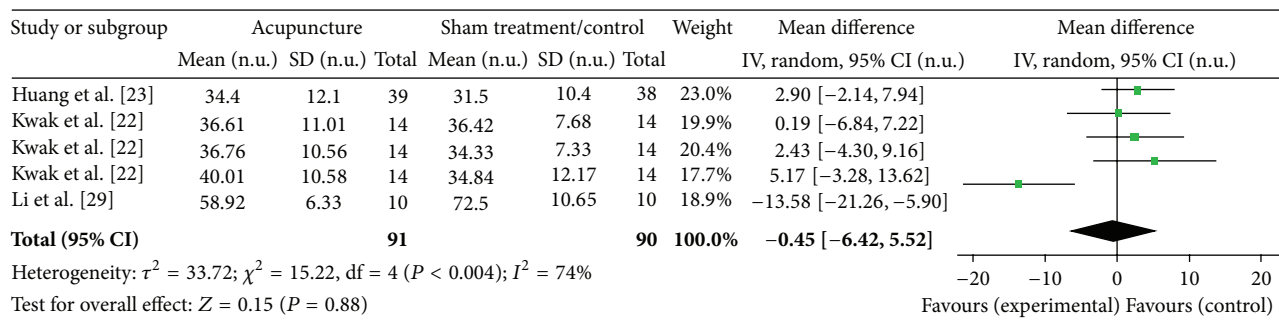 Study or subgroup Acupuncture Sham treatment/control Weight Mean difference Mean difference
Mean (n.u.) SD (n.u.) Total Mean (n.u.) SD (n.u.) Total IV, random, 95% CI (n.u.) IV, random, 95% CI (n.u.)
Huang et al. [23] 34.4 12.1 39 31.5 10.4 38 23.0% 2.90 [−2.14, 7.94]
Kwak et al. [22] 36.61 11.01 14 36.42 7.68 14 19.9% 0.19 [−6.84, 7.22]
Kwak et al. [22] 36.76 10.56 14 34.33 7.33 14 20.4% 2.43 [−4.30, 9.16]
Kwak et al. [22] 40.01 10.58 14 34.84 12.17 14 17.7% 5.17 [−3.28, 13.62]
Li et al. [29] 58.92 6.33 10 72.5 10.65 10 18.9% −13.58 [−21.26, −5.90]
Total (95% CI) 91 90 100.0% −0.45 [−6.42, 5.52]
Heterogeneity: τ² = 33.72; χ² = 15.22, df = 4 (P < 0.004); I² = 74%
Test for overall effect: Z = 0.15 (P = 0.88)
−20 −10 0 10 20
Favours (experimental) Favours (control)